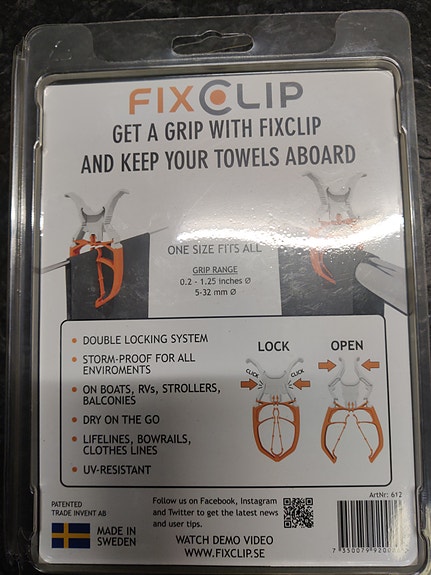 FIXCLIP
GET A GRIP WITH FIXCLIP
AND KEEP YOUR TOWELS ABOARD
ONE SIZE FITS ALL
GRIP RANGE
0.2 - 1.25 inches Ø
5-32 mm Ø
• DOUBLE LOCKING SYSTEM
• STORM-PROOF FOR ALL
ENVIROMENTS
• ON BOATS, RVs, STROLLERS,
BALCONIES
• DRY ON THE GO
• LIFELINES, BOWRAILS,
CLOTHES LINES
• UV-RESISTANT
LOCK
OPEN
CLICK
CLICK
ArtNr: 612
PATENTED
TRADE INVENT AB
MADE IN
SWEDEN
Follow us on Facebook, Instagram
and Twitter to get the latest news
and user tips.
WATCH DEMO VIDEO
WWW.FIXCLIP.SE